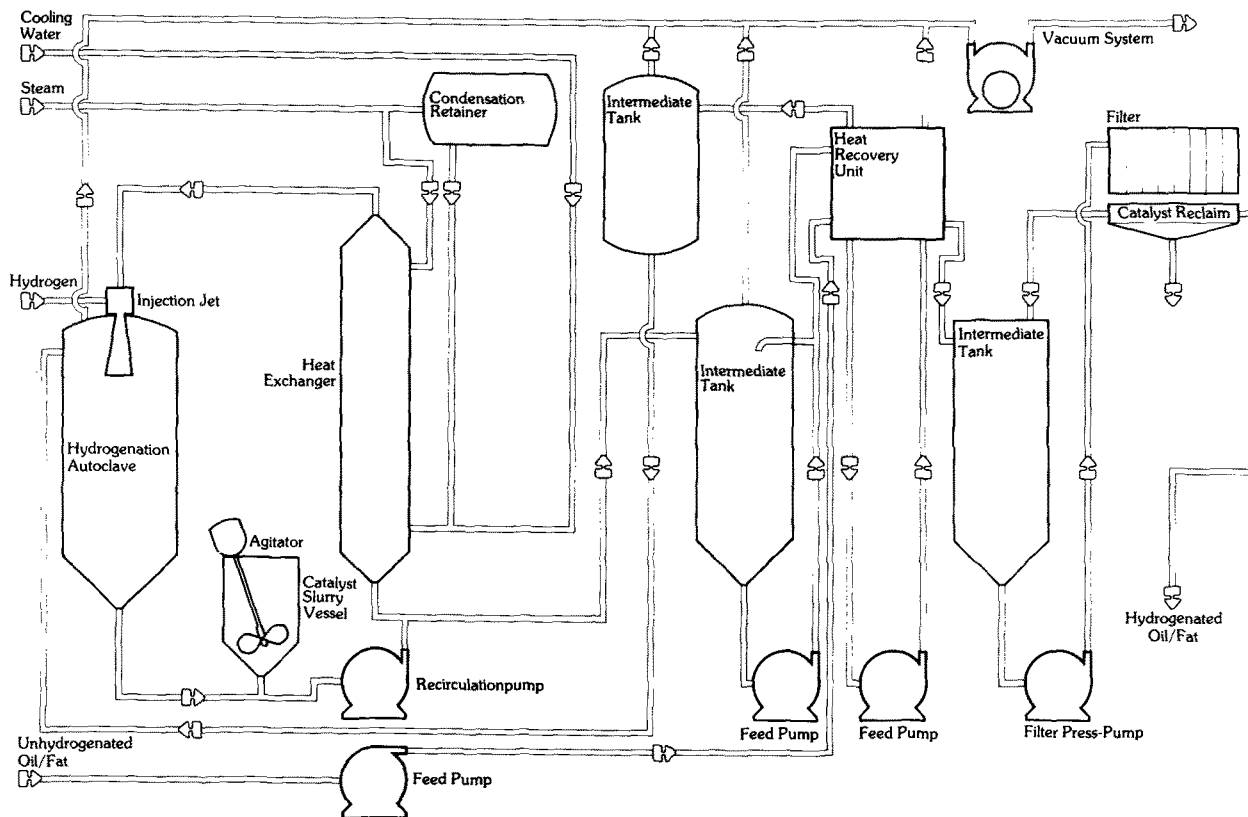 Cooling
Water
Vacuum System
Steam
Condensation
Retainer
Intermediate
Tank
Filter
Heat
Recovery
Unit
Catalyst Reclaim
Hydrogen
Injection Jet
Intermediate
Tank
Heat
Exchanger
Intermediate
Tank
Hydrogenation
Autoclave
Agitator
Catalyst
Slurry
Vessel
Hydrogenated
Oil/Fat
Recirculationpump
Feed Pump
Feed Pump
Filter Press-Pump
Unhydrogenated
Oil/Fat
Feed Pump